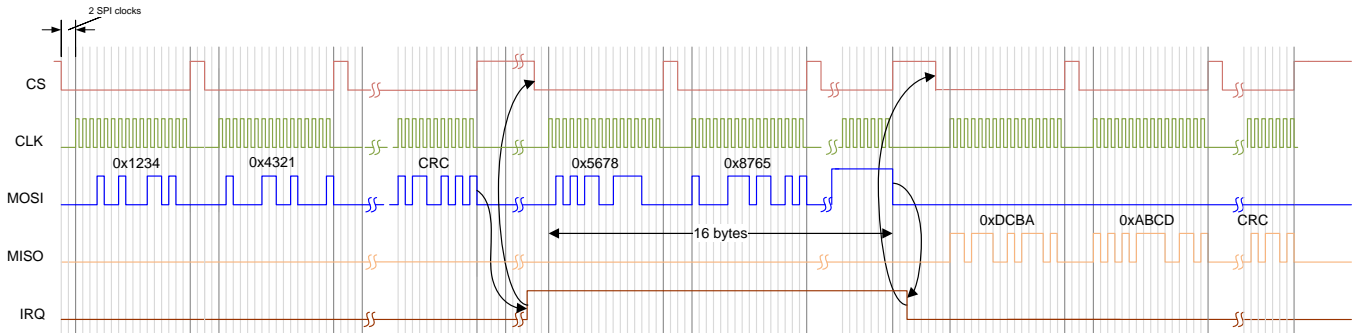 2 SPI clocks
CS
CLK
0x1234
0x4321
CRC
0x5678
0x8765
MOSI
16 bytes
0xDCBA
0xABCD
CRC
MISO
IRQ